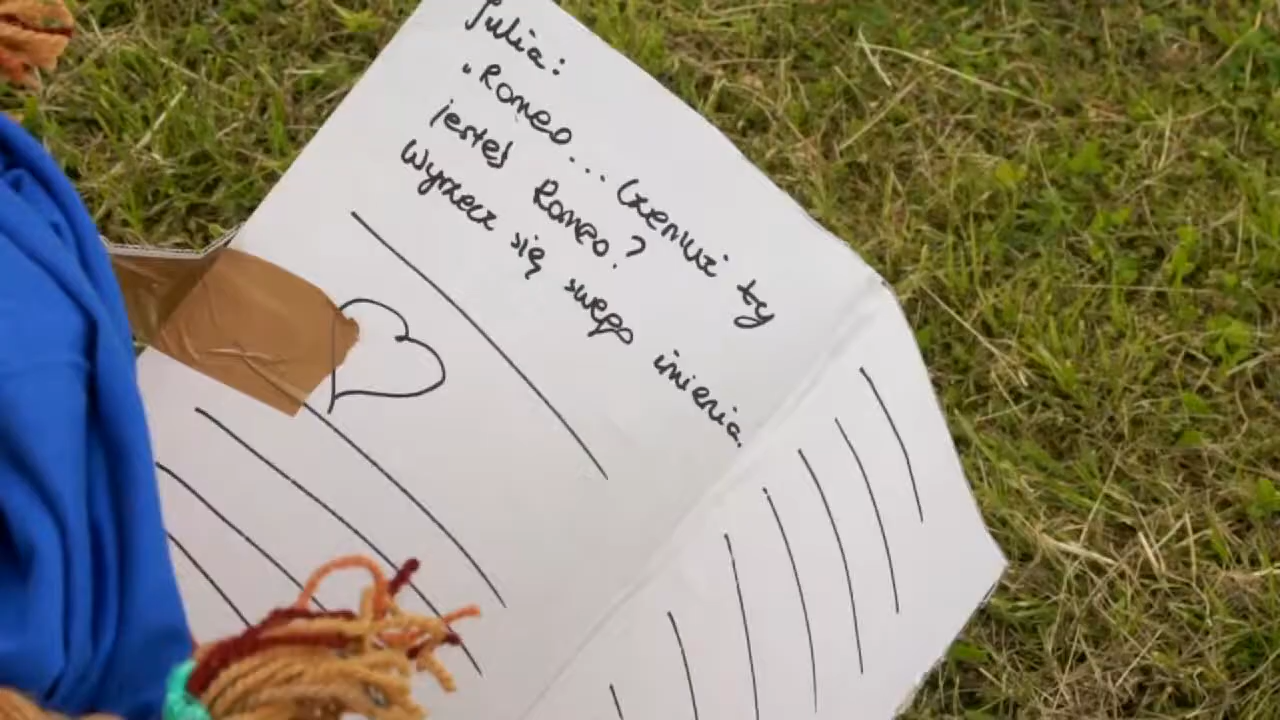 Julia:
"Romeo... Czemuż ty
jesteś Romeo?
Wyrzecz się swego imienia.